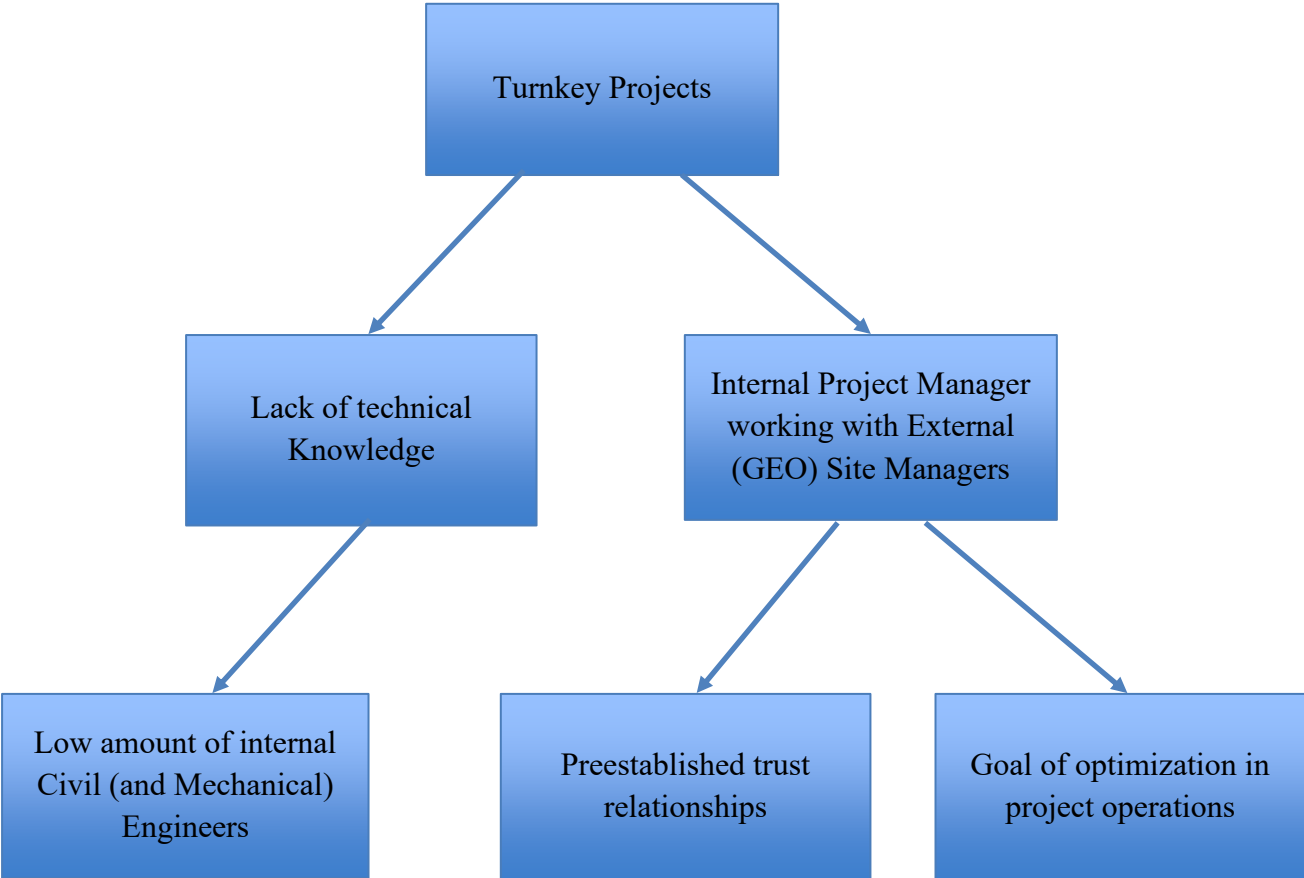 Turnkey Projects
Lack of technical
Knowledge
Internal Project Manager
working with External
(GEO) Site Managers
Low amount of internal
Civil (and Mechanical)
Engineers
Preestablished trust
relationships
Goal of optimization in
project operations